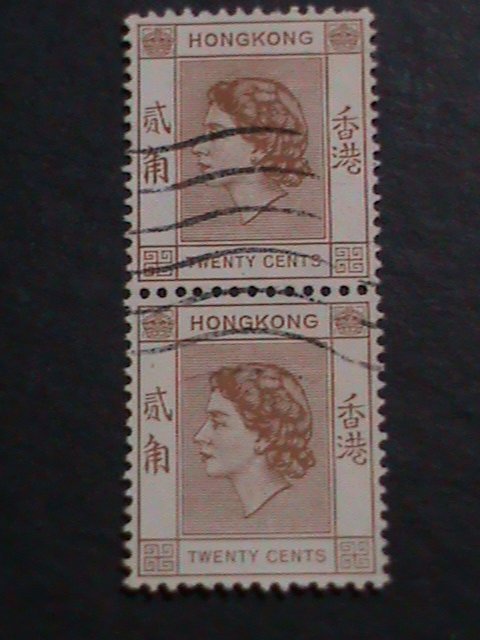 HONGKONG
貳角
香港
TWENTY CENTS
HONGKONG
貳角
香港
TWENTY CENTS